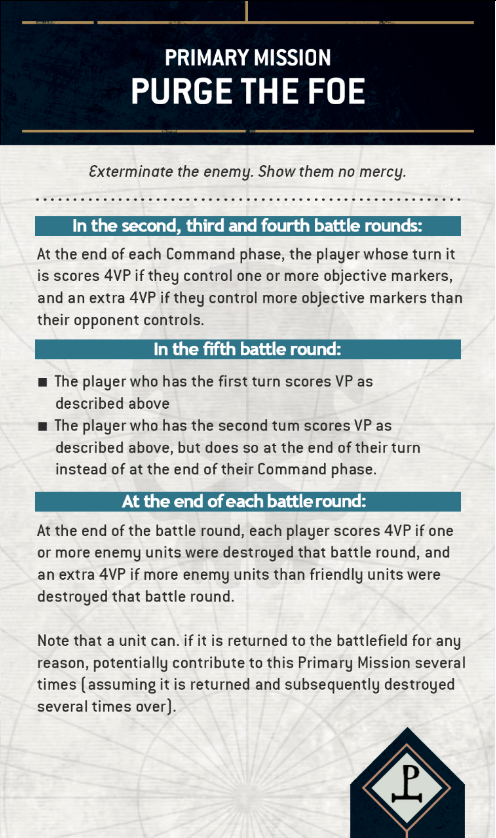 PRIMARY MISSION
PURGE THE FOE
Exterminate the enemy. Show them no mercy.
In the second, third and fourth battle rounds:
At the end of each Command phase, the player whose turn it
is scores 4VP if they control one or more objective markers,
and an extra 4VP if they control more objective markers than
their opponent controls.
In the fifth battle round:
■ The player who has the first turn scores VP as
described above
■ The player who has the second tum scores VP as
described above, but does so at the end of their turn
instead of at the end of their Command phase.
At the end of each battle round:
At the end of the battle round, each player scores 4VP if one
or more enemy units were destroyed that battle round, and
an extra 4VP if more enemy units than friendly units were
destroyed that battle round.
Note that a unit can. if it is returned to the battlefield for any
reason, potentially contribute to this Primary Mission several
times (assuming it is returned and subsequently destroyed
several times over).